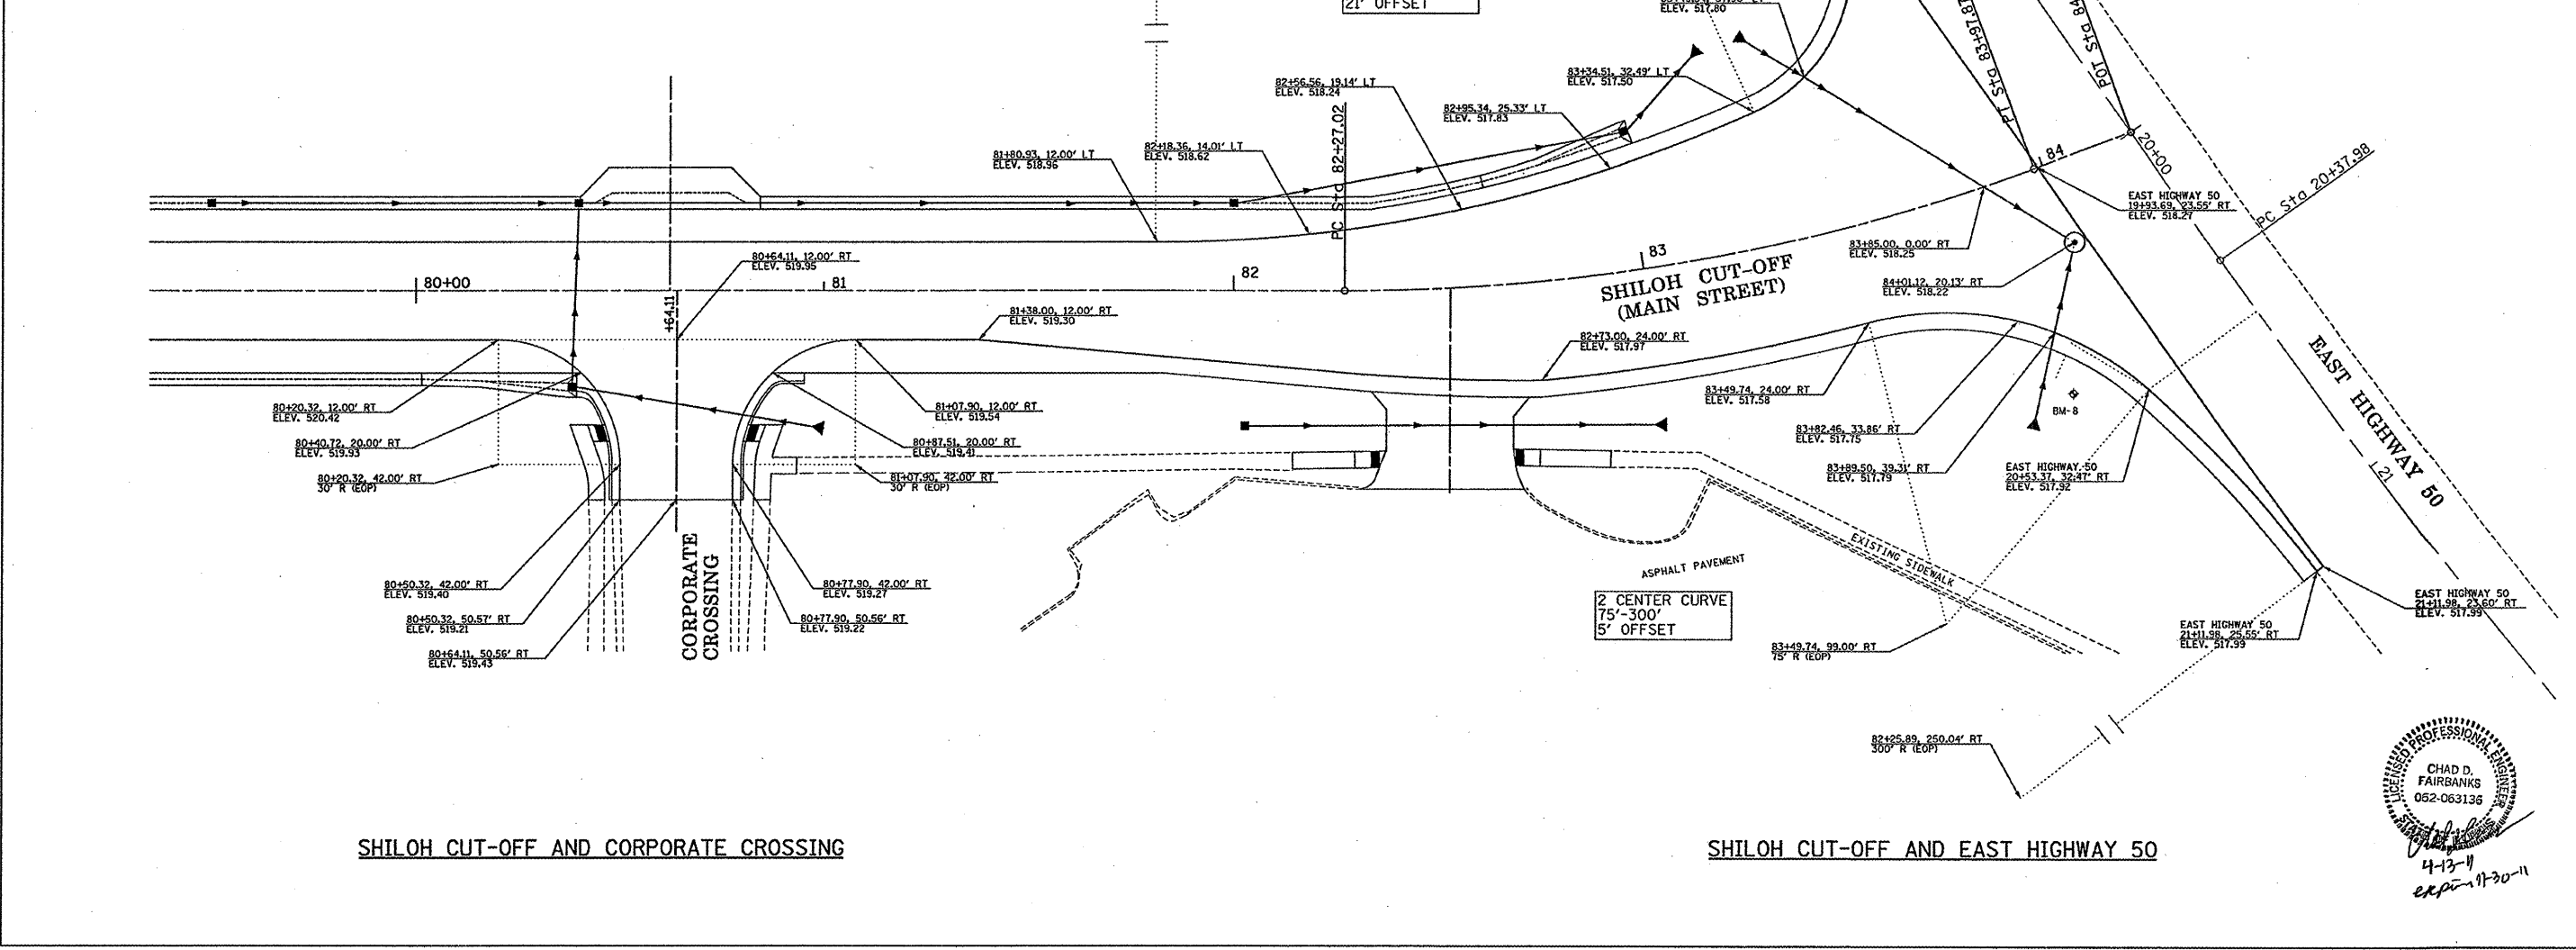 21' OFFSET
ELEV. 517.80
PT Sta 83+97.87
POT Sta 84
83+34.51, 32.49' LT
ELEV. 517.50
82+56.56, 19.14' LT
ELEV. 518.24
82+95.34, 25.33' LT
ELEV. 517.83
81+80.93, 12.00' LT
ELEV. 518.96
82+18.36, 14.01' LT
ELEV. 518.62
PC Sta 82+27.02
84
20+00
PC Sta 20+37.98
EAST HIGHWAY 50
19+93.69, 23.55' RT
ELEV. 518.27
80+64.11, 12.00' RT
ELEV. 519.95
80+00
81
82
83
+64.11
SHILOH CUT-OFF
(MAIN STREET)
83+85.00, 0.00' RT
ELEV. 518.25
84+01.12, 20.13' RT
ELEV. 518.22
81+38.00, 12.00' RT
ELEV. 519.30
82+73.00, 24.00' RT
ELEV. 517.97
83+49.74, 24.00' RT
ELEV. 517.58
BM-8
EAST HIGHWAY 50
21
80+20.32, 12.00' RT
ELEV. 520.42
81+07.90, 12.00' RT
ELEV. 519.54
80+40.72, 20.00' RT
ELEV. 519.93
80+87.51, 20.00' RT
ELEV. 519.41
83+82.46, 33.86' RT
ELEV. 517.75
80+20.32, 42.00' RT
30' R (EOP)
81+07.90, 42.00' RT
30' R (EOP)
83+89.50, 39.31' RT
ELEV. 517.79
EAST HIGHWAY 50
20+53.37, 32.47' RT
ELEV. 517.92
EXISTING SIDEWALK
ASPHALT PAVEMENT
80+50.32, 42.00' RT
ELEV. 519.40
80+77.90, 42.00' RT
ELEV. 519.27
80+50.32, 50.57' RT
ELEV. 519.21
80+77.90, 50.56' RT
ELEV. 519.22
80+64.11, 50.56' RT
ELEV. 519.43
CORPORATE
CROSSING
2 CENTER CURVE
75'-300'
5' OFFSET
83+49.74, 99.00' RT
75' R (EOP)
EAST HIGHWAY 50
21+11.98, 23.60' RT
ELEV. 517.99
EAST HIGHWAY 50
21+11.98, 25.55' RT
ELEV. 517.99
82+25.89, 250.04' RT
300' R (EOP)
LICENSED PROFESSIONAL ENGINEER
CHAD D.
FAIRBANKS
062-063136
4-13-11
SHILOH CUT-OFF AND CORPORATE CROSSING
SHILOH CUT-OFF AND EAST HIGHWAY 50